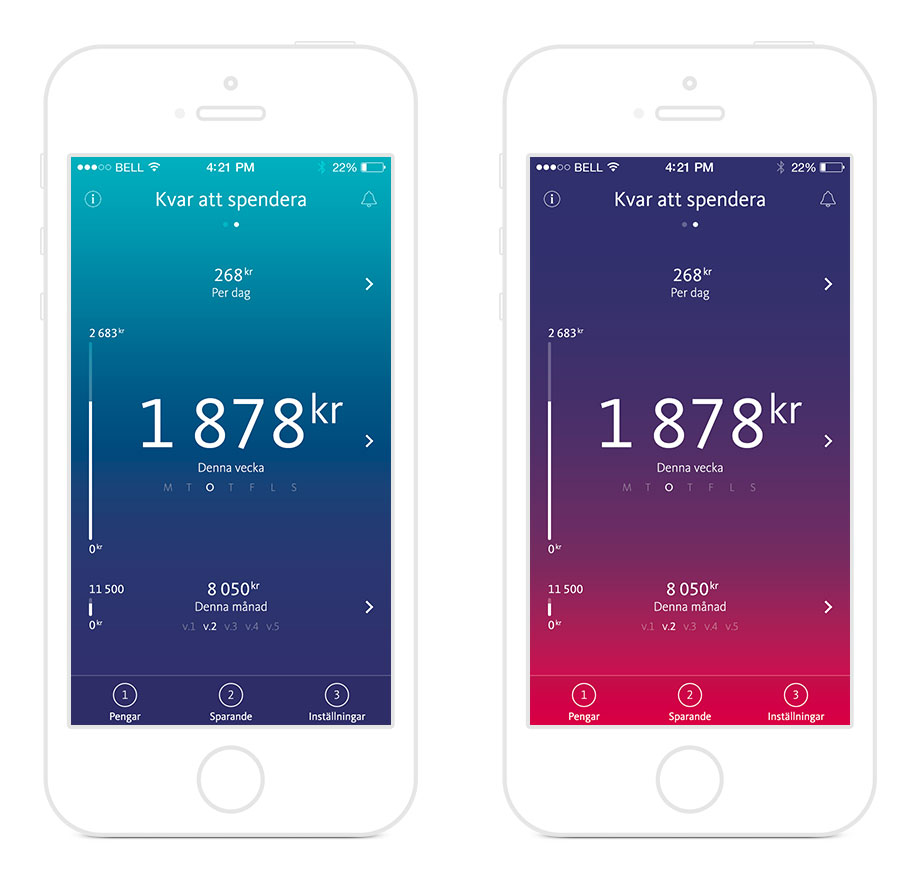 BELL 4:21 PM 22%
Kvar att spendera
268 kr
Per dag
2 683 kr
1 878 kr
Denna vecka
M T O T F L S
0 kr
11 500
8 050 kr
Denna månad
0 kr
v.1 v.2 v.3 v.4 v.5
1 2 3
Pengar Sparande Inställningar
BELL 4:21 PM 22%
Kvar att spendera
268 kr
Per dag
2 683 kr
1 878 kr
Denna vecka
M T O T F L S
0 kr
11 500
8 050 kr
Denna månad
0 kr
v.1 v.2 v.3 v.4 v.5
1 2 3
Pengar Sparande Inställningar